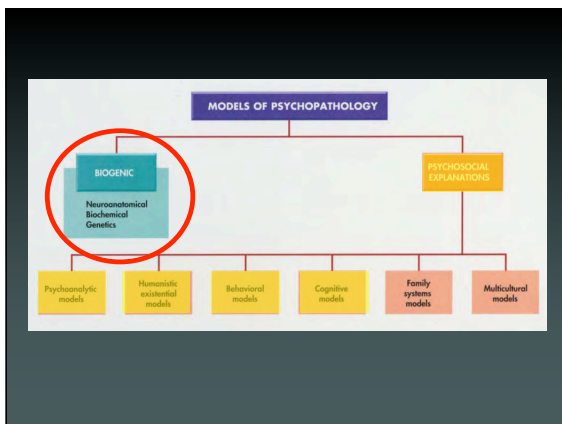 MODELS OF PSYCHOPATHOLOGY
BIOGENIC
Neuroanatomical
Biochemical
Genetics
PSYCHOSOCIAL
EXPLANATIONS
Psychoanalytic
models
Humanistic
existential
models
Behavioral
models
Cognitive
models
Family
systems
models
Multicultural
models